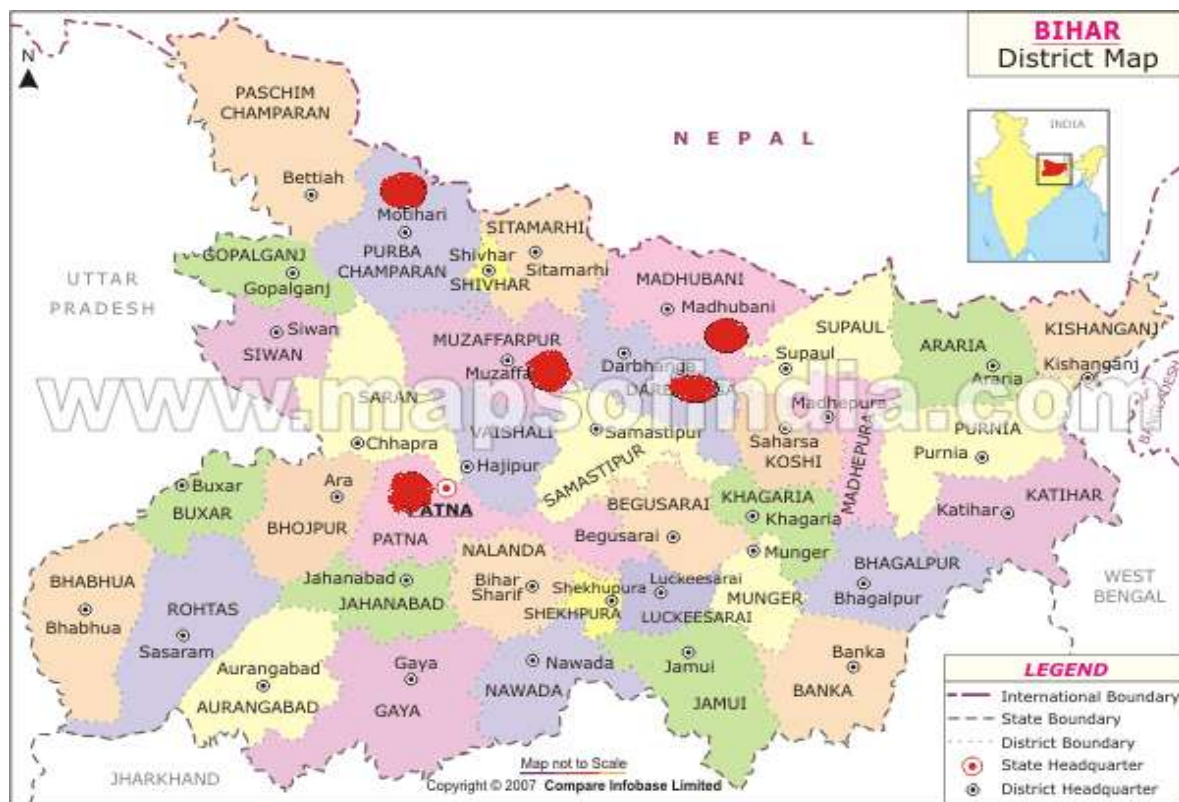 BIHAR
District Map
N
INDIA
NEPAL
PASCHIM
CHAMPARAN
Bettiah
Motihari
PURBA
CHAMPARAN
SITAMARHI
Shivhar
Sitamarhi
SHIVHAR
GOPALGANJ
Gopalganj
UTTAR
PRADESH
MADHUBANI
Madhubani
Siwan
SIWAN
MUZAFFARPUR
Muzaffa
SUPAUL
Supaul
ARARIA
Araria
KISHANGANJ
Kishanganj
Darbhanga
BANGLADESH
www.mapsofindia.com
SARAN
Chhapra
VAISHALI
Hajipur
Samastipur
SAMASTIPUR
Madhepura
MADHEPURA
Saharsa
KOSHI
PURNIA
Purnia
Buxar
BUXAR
Ara
BHOJPUR
PATNA
PATNA
BEGUSARAI
Begusarai
KHAGARIA
Khagaria
KATIHAR
Katihar
NALANDA
Bihar
Sharif
Munger
MUNGER
BHAGALPUR
Bhagalpur
WEST
BENGAL
BHABHUA
Bhabhua
ROHTAS
Sasaram
Jahanabad
JAHANABAD
Shekhupura
SHEKHPURA
Luckeesarai
LUCKEESARAI
Aurangabad
AURANGABAD
Gaya
GAYA
Nawada
NAWADA
Jamui
JAMUI
Banka
BANKA
JHARKHAND
Map not to Scale
Copyright © 2007 Compare Infobase Limited
LEGEND
International Boundary
State Boundary
District Boundary
State Headquarter
District Headquarter